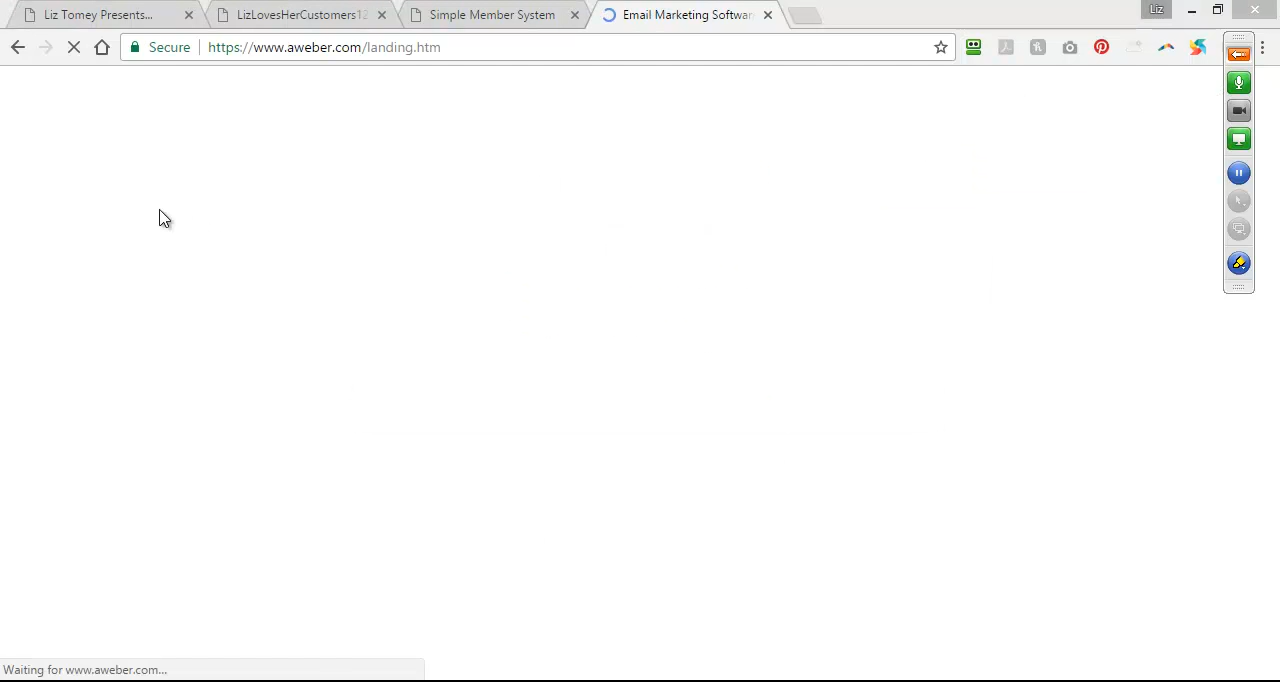 Liz Tomey Presents...
LizLovesHerCustomers12
Simple Member System
Email Marketing Softwar
Liz
Secure
https://www.aweber.com/landing.htm
Waiting for www.aweber.com...